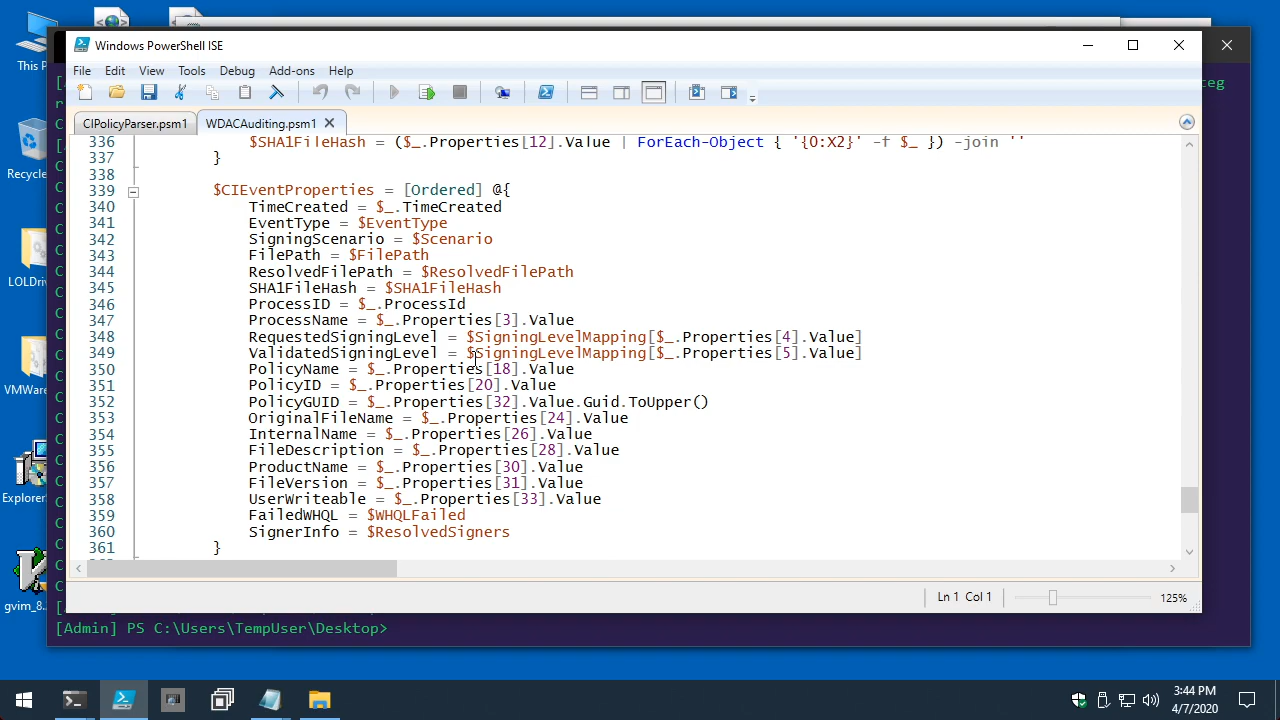 This P
Recycle
LOLDri
VMWar
Explorer
gvim_8.
Windows PowerShell ISE
File Edit View Tools Debug Add-ons Help
CIPolicyParser.psm1 WDACAuditing.psm1
336 $SHA1FileHash = ($_.Properties[12].Value | ForEach-Object { '{0:X2}' -f $_ }) -join ''
337 }
338
339 $CIEventProperties = [Ordered] @{
340 TimeCreated = $_.TimeCreated
341 EventType = $EventType
342 SigningScenario = $Scenario
343 FilePath = $FilePath
344 ResolvedFilePath = $ResolvedFilePath
345 SHA1FileHash = $SHA1FileHash
346 ProcessID = $_.ProcessId
347 ProcessName = $_.Properties[3].Value
348 RequestedSigningLevel = $SigningLevelMapping[$_.Properties[4].Value]
349 ValidatedSigningLevel = $SigningLevelMapping[$_.Properties[5].Value]
350 PolicyName = $_.Properties[18].Value
351 PolicyID = $_.Properties[20].Value
352 PolicyGUID = $_.Properties[32].Value.Guid.ToUpper()
353 OriginalFileName = $_.Properties[24].Value
354 InternalName = $_.Properties[26].Value
355 FileDescription = $_.Properties[28].Value
356 ProductName = $_.Properties[30].Value
357 FileVersion = $_.Properties[31].Value
358 UserWriteable = $_.Properties[33].Value
359 FailedWHQL = $WHQLFailed
360 SignerInfo = $ResolvedSigners
361 }
Ln 1 Col 1 125%
[Admin] PS C:\Users\TempUser\Desktop>
3:44 PM
4/7/2020